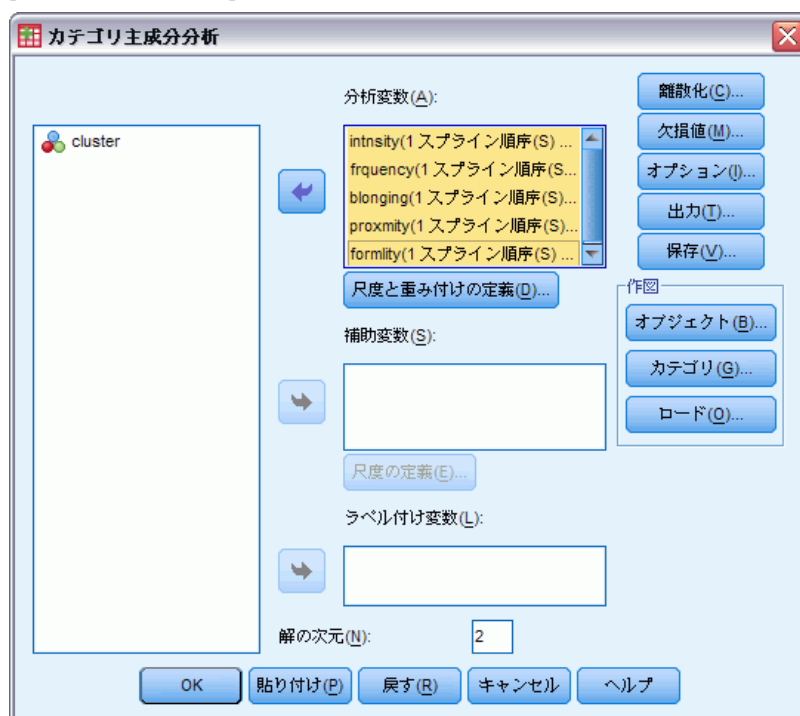 カテゴリ主成分分析
cluster
分析変数(A):
intnsity(1 スプライン順序(S) ...
frquency(1 スプライン順序(S...
blonging(1 スプライン順序(S)...
proxmity(1 スプライン順序(S)...
formlity(1 スプライン順序(S) ...
尺度と重み付けの定義(D)...
補助変数(S):
尺度の定義(E)...
ラベル付け変数(L):
解の次元(N):
2
離散化(C)...
欠損値(M)...
オプション(I)...
出力(T)...
保存(V)...
作図
オブジェクト(B)...
カテゴリ(G)...
ロード(O)...
OK
貼り付け(P)
戻す(R)
キャンセル
ヘルプ